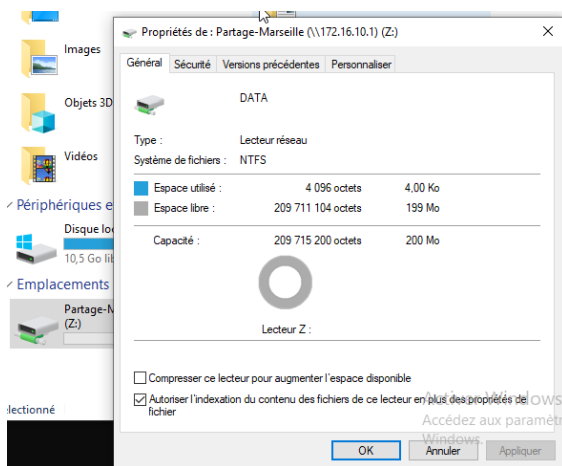 Images
Objets 3D
Vidéos
Périphériques e
Disque lo
10,5 Go lib
Emplacements
Partage-M
(Z:)
électionné
Propriétés de : Partage-Marseille (\\172.16.10.1) (Z:)
Général Sécurité Versions précédentes Personnaliser
DATA
Type : Lecteur réseau
Système de fichiers : NTFS
Espace utilisé : 4 096 octets 4,00 Ko
Espace libre : 209 711 104 octets 199 Mo
Capacité : 209 715 200 octets 200 Mo
Lecteur Z :
Compresser ce lecteur pour augmenter l'espace disponible
Autoriser l'indexation du contenu des fichiers de ce lecteur en plus des propriétés de
fichier
Activer Windows
Accédez aux paramèt
Windows.
OK Annuler Appliquer